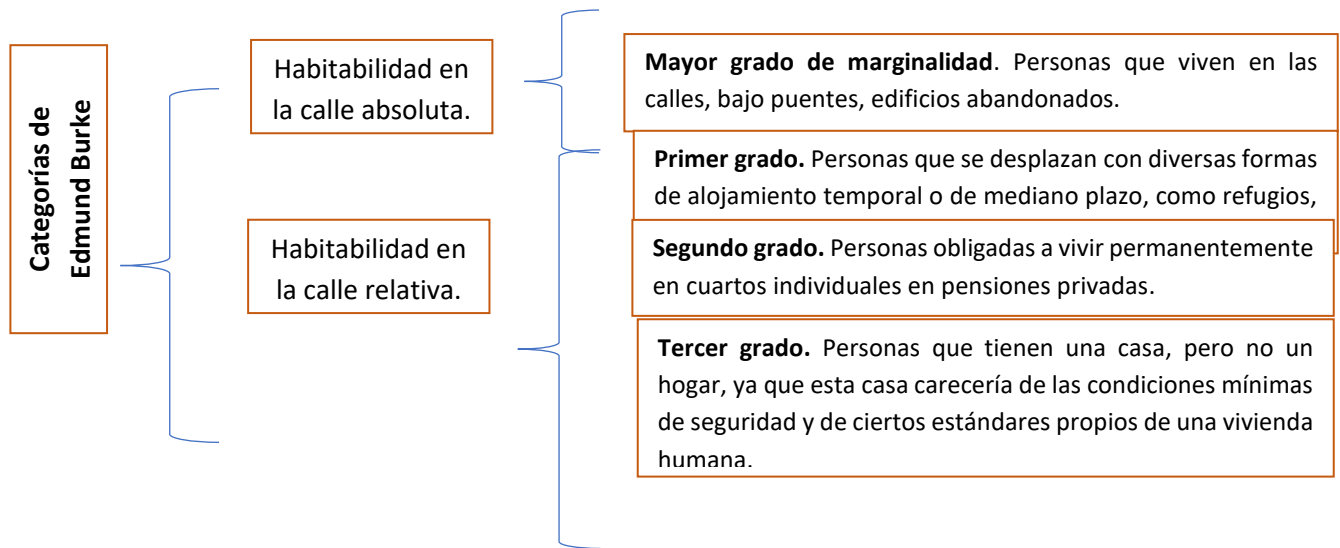 Categorías de
Edmund Burke
Habitabilidad en
la calle absoluta.
Mayor grado de marginalidad. Personas que viven en las
calles, bajo puentes, edificios abandonados.
Habitabilidad en
la calle relativa.
Primer grado. Personas que se desplazan con diversas formas
de alojamiento temporal o de mediano plazo, como refugios,
Segundo grado. Personas obligadas a vivir permanentemente
en cuartos individuales en pensiones privadas.
Tercer grado. Personas que tienen una casa, pero no un
hogar, ya que esta casa carecería de las condiciones mínimas
de seguridad y de ciertos estándares propios de una vivienda
humana.